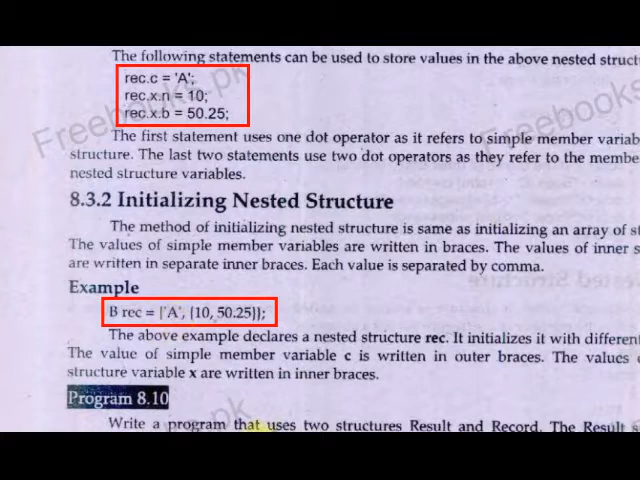 The following statements can be used to store values in the above nested struct
rec.c = 'A';
rec.x.n = 10;
rec.x.b = 50.25;
The first statement uses one dot operator as it refers to simple member variab
structure. The last two statements use two dot operators as they refer to the membe
nested structure variables.
8.3.2 Initializing Nested Structure
The method of initializing nested structure is same as initializing an array of st
The values of simple member variables are written in braces. The values of inner s
are written in separate inner braces. Each value is separated by comma.
Example
B rec = {'A', {10, 50.25}};
The above example declares a nested structure rec. It initializes it with differen
The value of simple member variable c is written in outer braces. The values
structure variable x are written in inner braces.
Program 8.10
Write a program that uses two structures Result and Record. The Result s